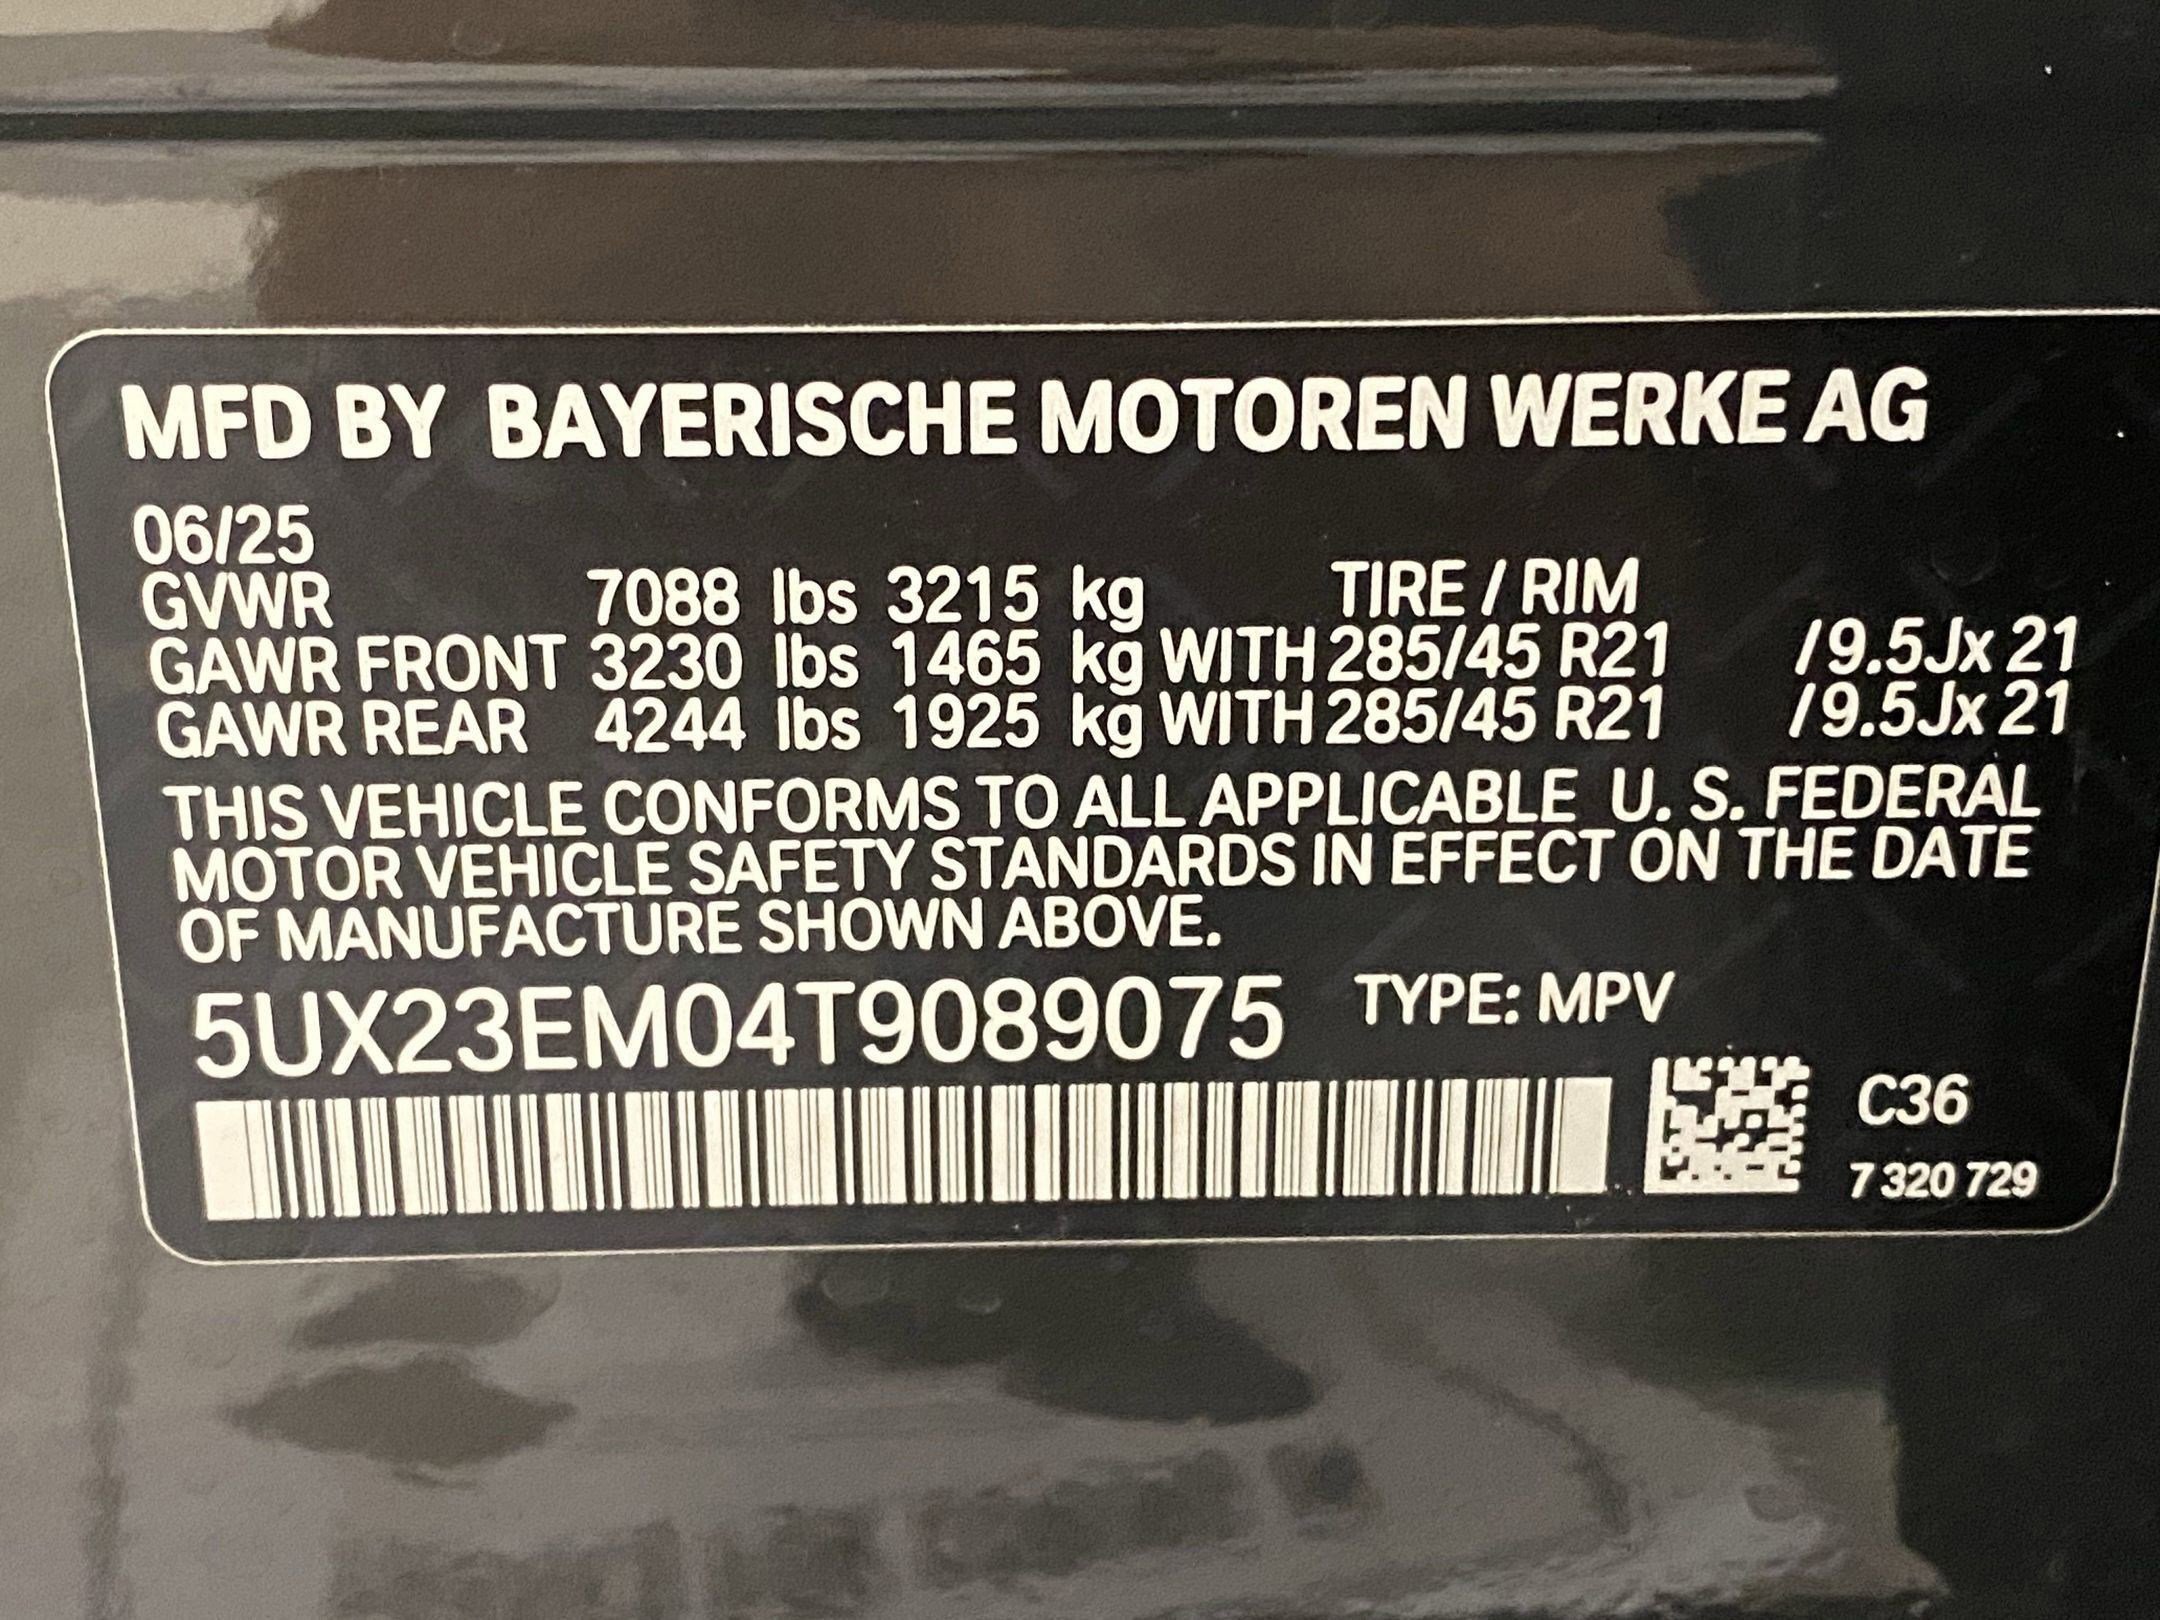 MFD BY BAYERISCHE MOTOREN WERKE AG
06/25
GVWR 7088 lbs 3215 kg TIRE / RIM
GAWR FRONT 3230 lbs 1465 kg WITH 285/45 R21 /9.5Jx 21
GAWR REAR 4244 lbs 1925 kg WITH 285/45 R21 /9.5Jx 21
THIS VEHICLE CONFORMS TO ALL APPLICABLE U. S. FEDERAL
MOTOR VEHICLE SAFETY STANDARDS IN EFFECT ON THE DATE
OF MANUFACTURE SHOWN ABOVE.
5UX23EM04T9089075 TYPE: MPV
C36
7 320 729